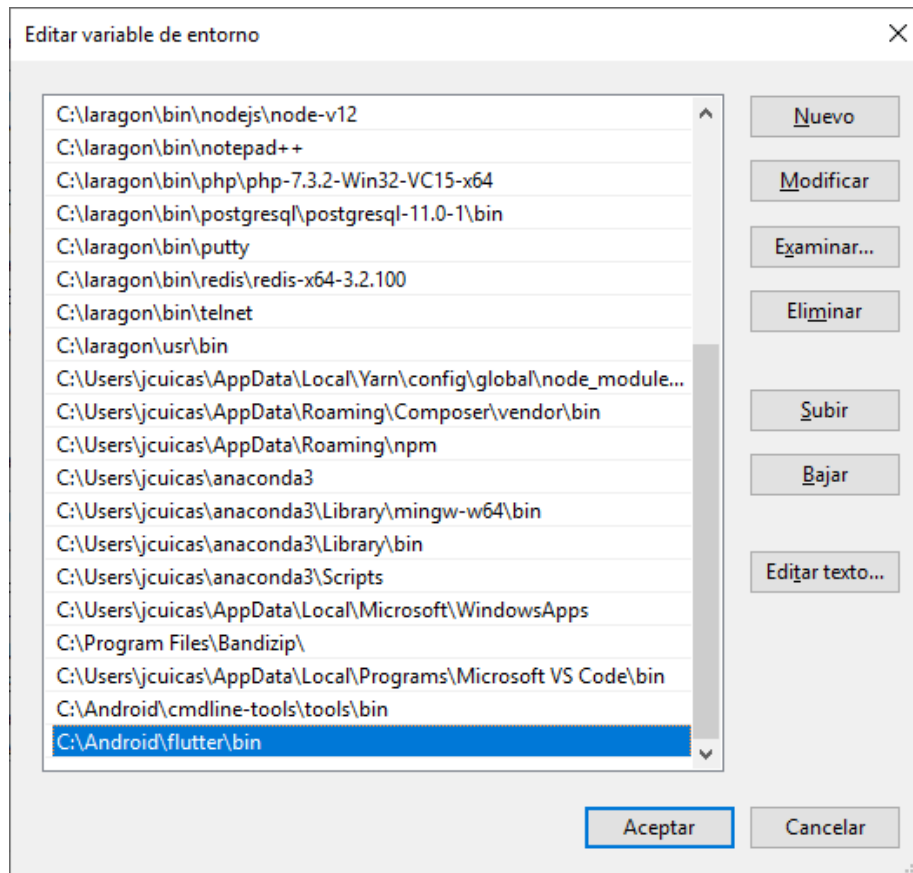 Editar variable de entorno
C:\laragon\bin\nodejs\node-v12
C:\laragon\bin\notepad++
C:\laragon\bin\php\php-7.3.2-Win32-VC15-x64
C:\laragon\bin\postgresql\postgresql-11.0-1\bin
C:\laragon\bin\putty
C:\laragon\bin\redis\redis-x64-3.2.100
C:\laragon\bin\telnet
C:\laragon\usr\bin
C:\Users\jcuicas\AppData\Local\Yarn\config\global\node_module...
C:\Users\jcuicas\AppData\Roaming\Composer\vendor\bin
C:\Users\jcuicas\AppData\Roaming\npm
C:\Users\jcuicas\anaconda3
C:\Users\jcuicas\anaconda3\Library\mingw-w64\bin
C:\Users\jcuicas\anaconda3\Library\bin
C:\Users\jcuicas\anaconda3\Scripts
C:\Users\jcuicas\AppData\Local\Microsoft\WindowsApps
C:\Program Files\Bandizip\
C:\Users\jcuicas\AppData\Local\Programs\Microsoft VS Code\bin
C:\Android\cmdline-tools\tools\bin
C:\Android\flutter\bin
Nuevo
Modificar
Examinar...
Eliminar
Subir
Bajar
Editar texto...
Aceptar
Cancelar